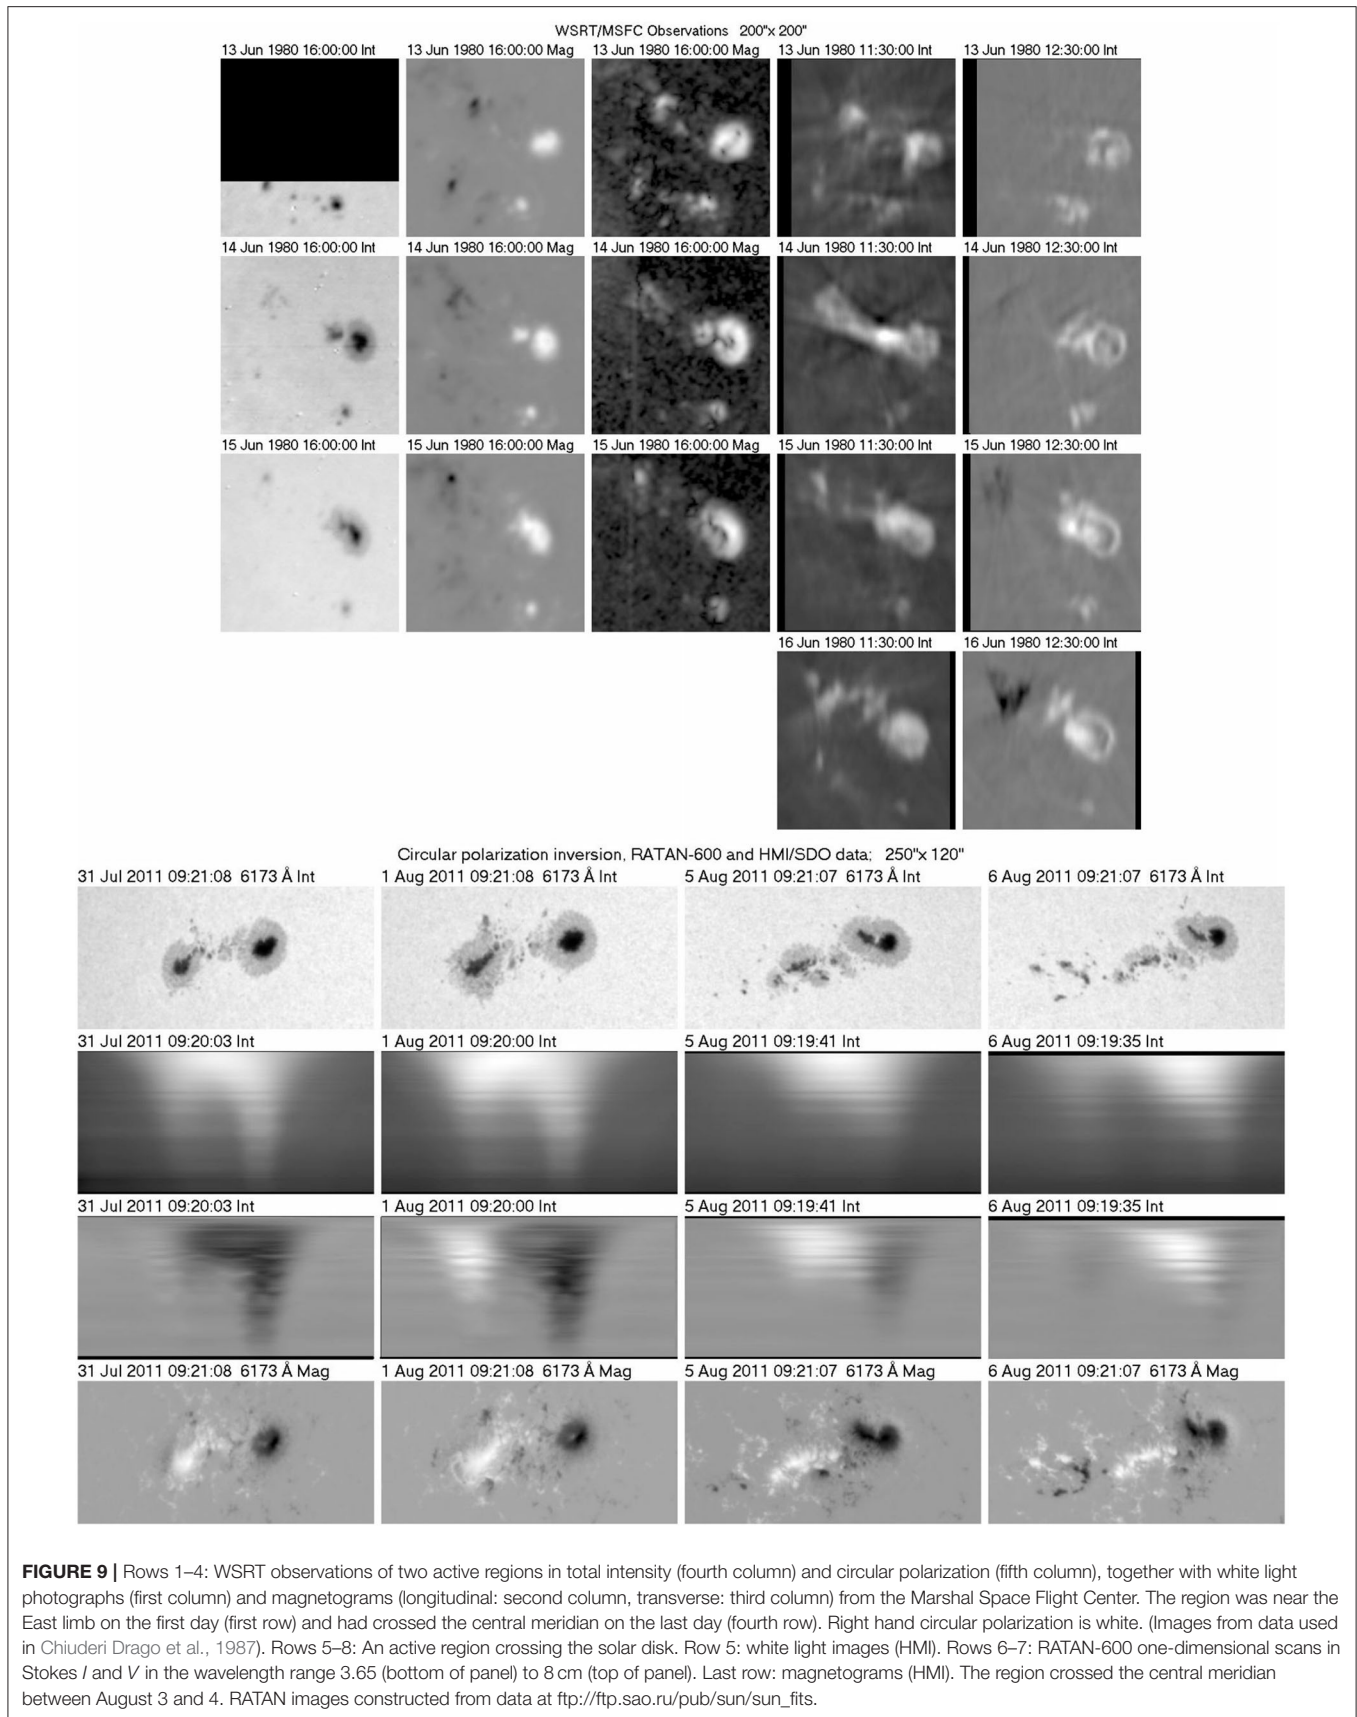 WSRT/MSFC Observations 200"x 200"
13 Jun 1980 16:00:00 Int 13 Jun 1980 16:00:00 Mag 13 Jun 1980 16:00:00 Mag 13 Jun 1980 11:30:00 Int 13 Jun 1980 12:30:00 Int
14 Jun 1980 16:00:00 Int 14 Jun 1980 16:00:00 Mag 14 Jun 1980 16:00:00 Mag 14 Jun 1980 11:30:00 Int 14 Jun 1980 12:30:00 Int
15 Jun 1980 16:00:00 Int 15 Jun 1980 16:00:00 Mag 15 Jun 1980 16:00:00 Mag 15 Jun 1980 11:30:00 Int 15 Jun 1980 12:30:00 Int
16 Jun 1980 11:30:00 Int 16 Jun 1980 12:30:00 Int
Circular polarization inversion, RATAN-600 and HMI/SDO data; 250"x 120"
31 Jul 2011 09:21:08 6173 Å Int 1 Aug 2011 09:21:08 6173 Å Int 5 Aug 2011 09:21:07 6173 Å Int 6 Aug 2011 09:21:07 6173 Å Int
31 Jul 2011 09:20:03 Int 1 Aug 2011 09:20:00 Int 5 Aug 2011 09:19:41 Int 6 Aug 2011 09:19:35 Int
31 Jul 2011 09:20:03 Int 1 Aug 2011 09:20:00 Int 5 Aug 2011 09:19:41 Int 6 Aug 2011 09:19:35 Int
31 Jul 2011 09:21:08 6173 Å Mag 1 Aug 2011 09:21:08 6173 Å Mag 5 Aug 2011 09:21:07 6173 Å Mag 6 Aug 2011 09:21:07 6173 Å Mag
FIGURE 9 | Rows 1–4: WSRT observations of two active regions in total intensity (fourth column) and circular polarization (fifth column), together with white light
photographs (first column) and magnetograms (longitudinal: second column, transverse: third column) from the Marshal Space Flight Center. The region was near the
East limb on the first day (first row) and had crossed the central meridian on the last day (fourth row). Right hand circular polarization is white. (Images from data used
in Chiuderi Drago et al., 1987). Rows 5–8: An active region crossing the solar disk. Row 5: white light images (HMI). Rows 6–7: RATAN-600 one-dimensional scans in
Stokes I and V in the wavelength range 3.65 (bottom of panel) to 8 cm (top of panel). Last row: magnetograms (HMI). The region crossed the central meridian
between August 3 and 4. RATAN images constructed from data at ftp://ftp.sao.ru/pub/sun/sun_fits.